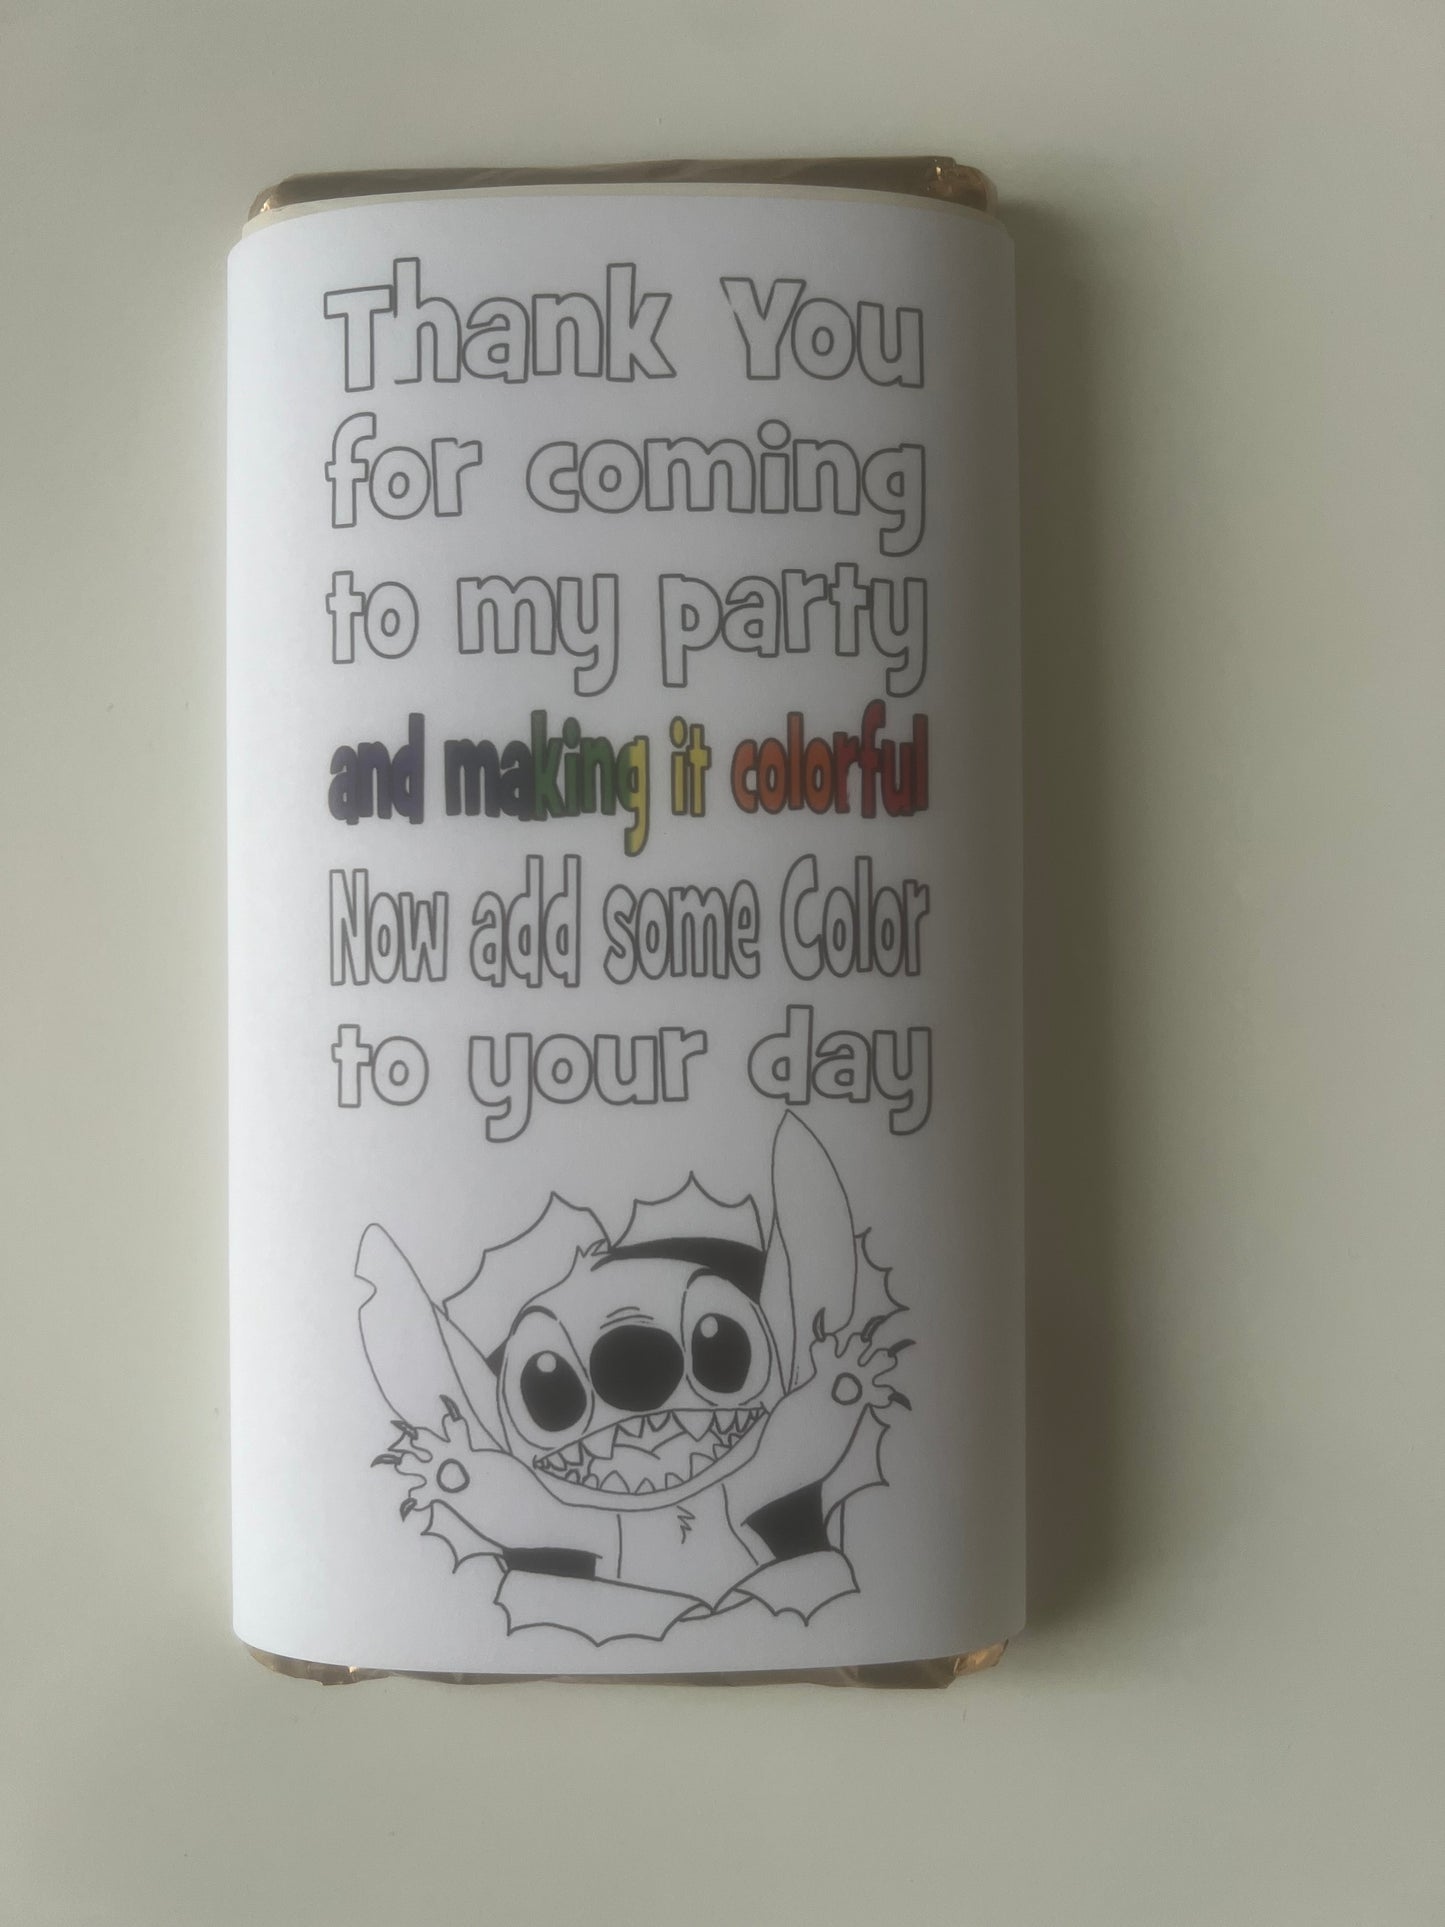 Thank You
for coming
to my party
and making it colorful
Now add some Color
to your day